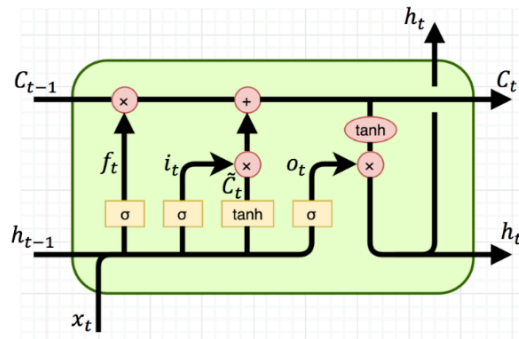 h_t
C_{t-1} × + C_t
tanh
f_t i_t × o_t ×
C̃_t
σ σ tanh σ
h_{t-1} h_t
x_t